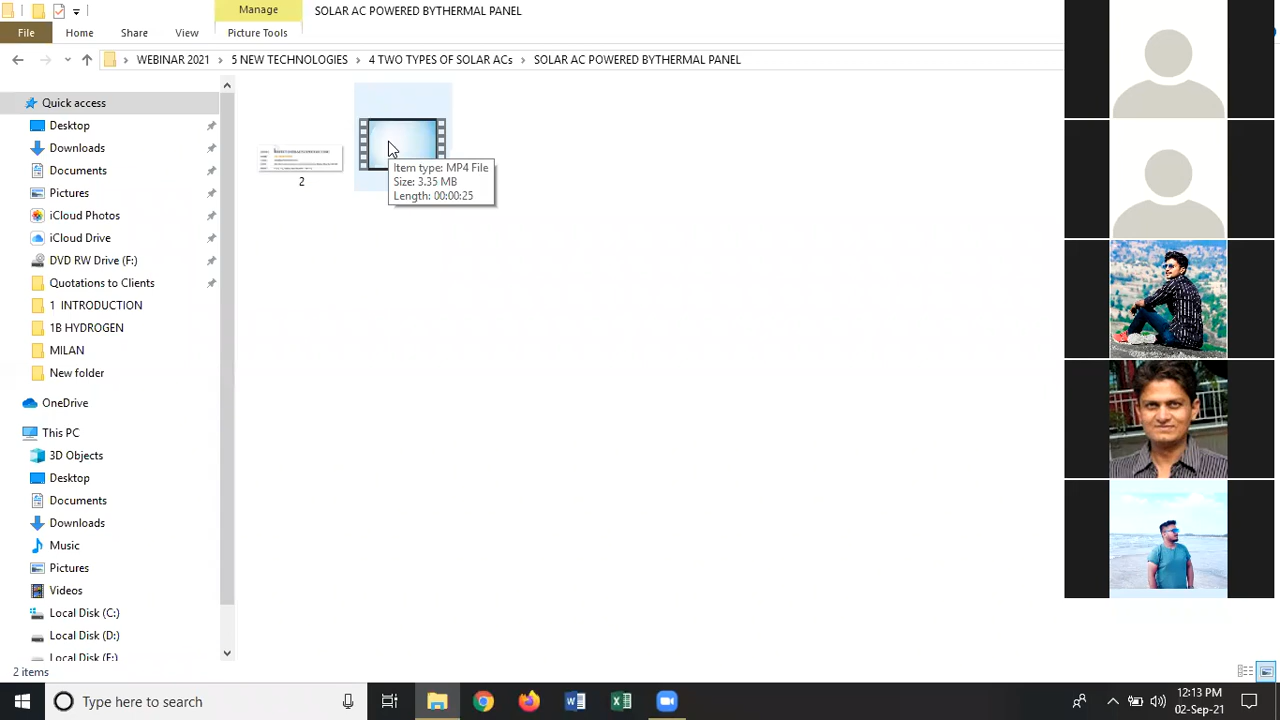 Manage
SOLAR AC POWERED BYTHERMAL PANEL
File
Home
Share
View
Picture Tools
WEBINAR 2021
5 NEW TECHNOLOGIES
4 TWO TYPES OF SOLAR ACs
SOLAR AC POWERED BYTHERMAL PANEL
Quick access
Desktop
Downloads
Documents
Pictures
iCloud Photos
iCloud Drive
DVD RW Drive (F:)
Quotations to Clients
1 INTRODUCTION
1B HYDROGEN
MILAN
New folder
OneDrive
This PC
3D Objects
Desktop
Documents
Downloads
Music
Pictures
Videos
Local Disk (C:)
Local Disk (D:)
Local Disk (E:)
2
Item type: MP4 File
Size: 3.35 MB
Length: 00:00:25
2 items
Type here to search
12:13 PM
02-Sep-21